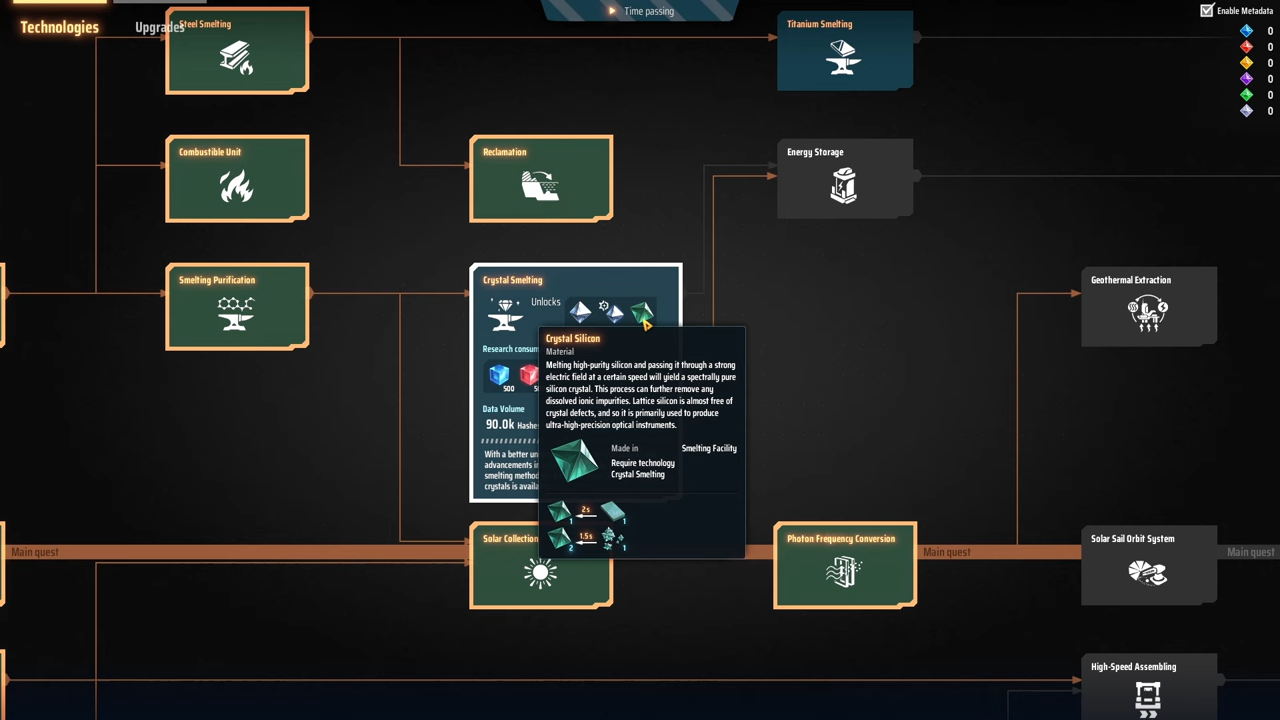 Technologies
Upgrades
Time passing
Enable Metadata
0
0
0
0
0
0
Steel Smelting
Titanium Smelting
Combustible Unit
Reclamation
Energy Storage
Smelting Purification
Crystal Smelting
Unlocks
Research consum
500
Data Volume
90.0k Hashes
With a better un
advancements in
smelting method
crystals is availa
Crystal Silicon
Material
Melting high-purity silicon and passing it through a strong
electric field at a certain speed will yield a spectrally pure
silicon crystal. This process can further remove any
dissolved ionic impurities. Lattice silicon is almost free of
crystal defects, and so it is primarily used to produce
ultra-high-precision optical instruments.
Made in
Smelting Facility
Require technology
Crystal Smelting
1
2s
1
2
1.5s
1
Geothermal Extraction
Main quest
Solar Collection
Photon Frequency Conversion
Main quest
Solar Sail Orbit System
Main quest
High-Speed Assembling